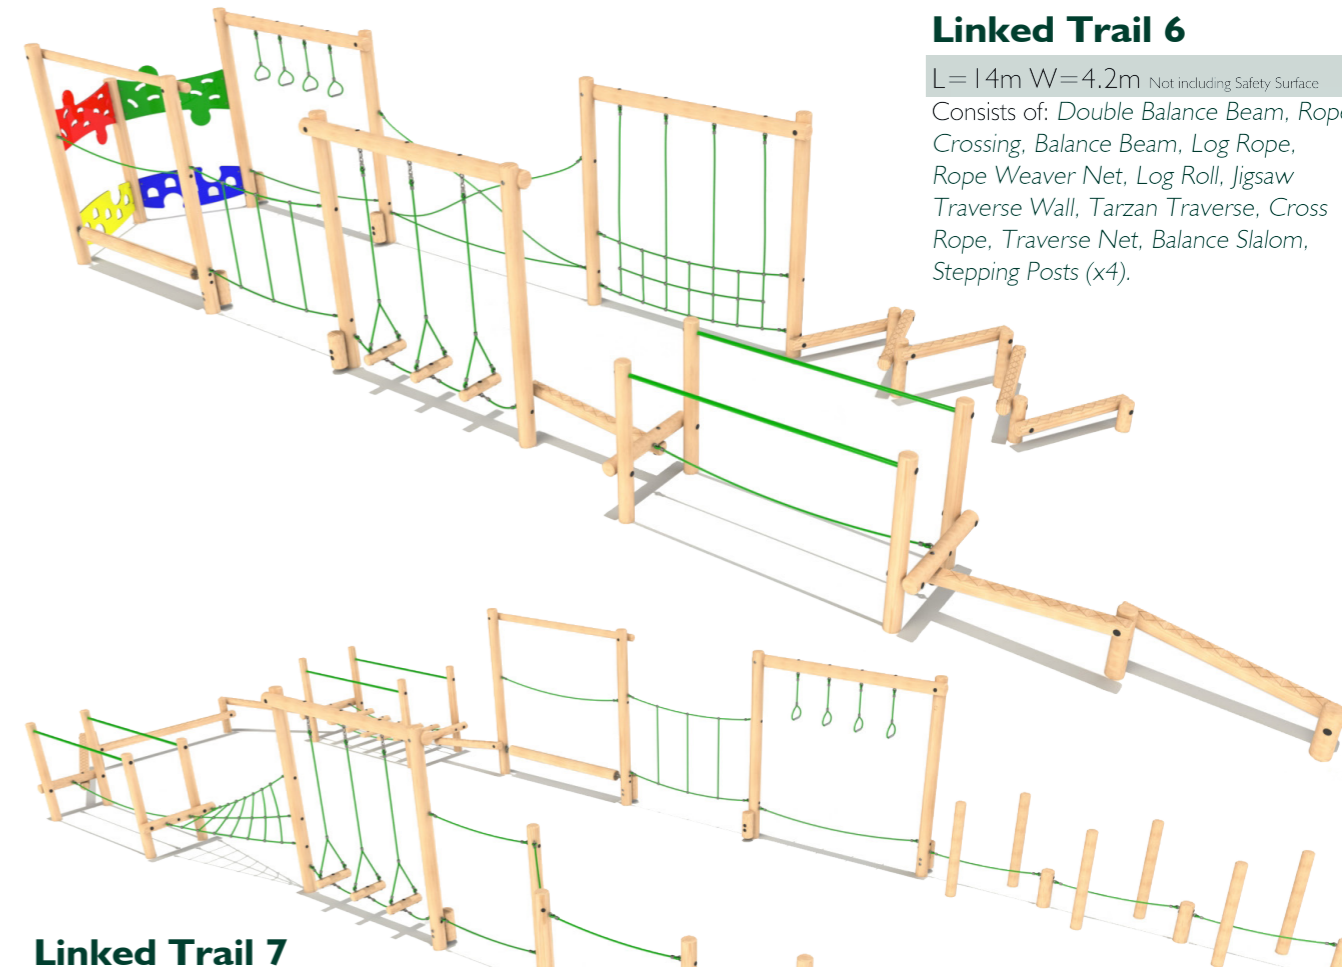 Linked Trail 6
L=14m W=4.2m Not including Safety Surface
Consists of: Double Balance Beam, Rope
Crossing, Balance Beam, Log Rope,
Rope Weaver Net, Log Roll, Jigsaw
Traverse Wall, Tarzan Traverse, Cross
Rope, Traverse Net, Balance Slalom,
Stepping Posts (x4).
Linked Trail 7